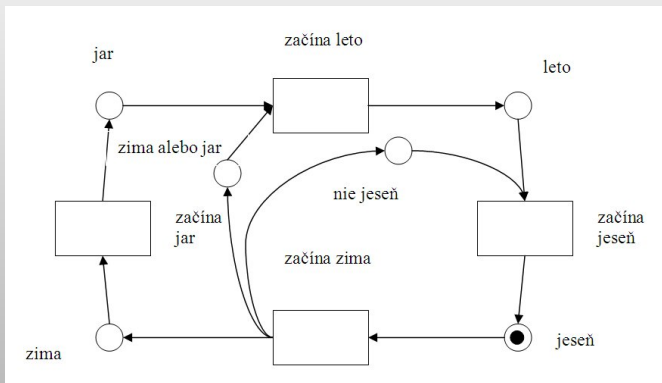 začína leto
jar
leto
zima alebo jar
nie jeseň
začína
jar
začína
jeseň
začína zima
zima
jeseň